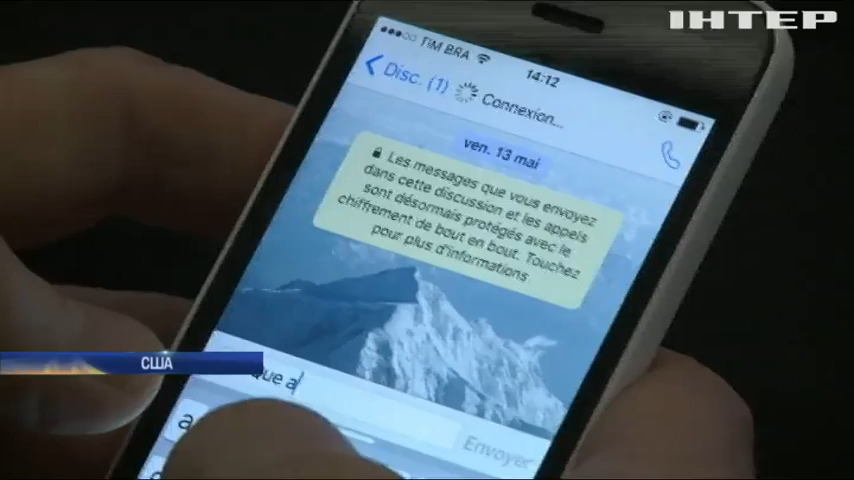 ІНТЕР
TIM BRA
14:12
Disc. (1)
Connexion...
ven. 13 mai
Les messages que vous envoyez
dans cette discussion et les appels
sont désormais protégés avec le
chiffrement de bout en bout. Touchez
pour plus d'informations
США
que a
Envoyer
a